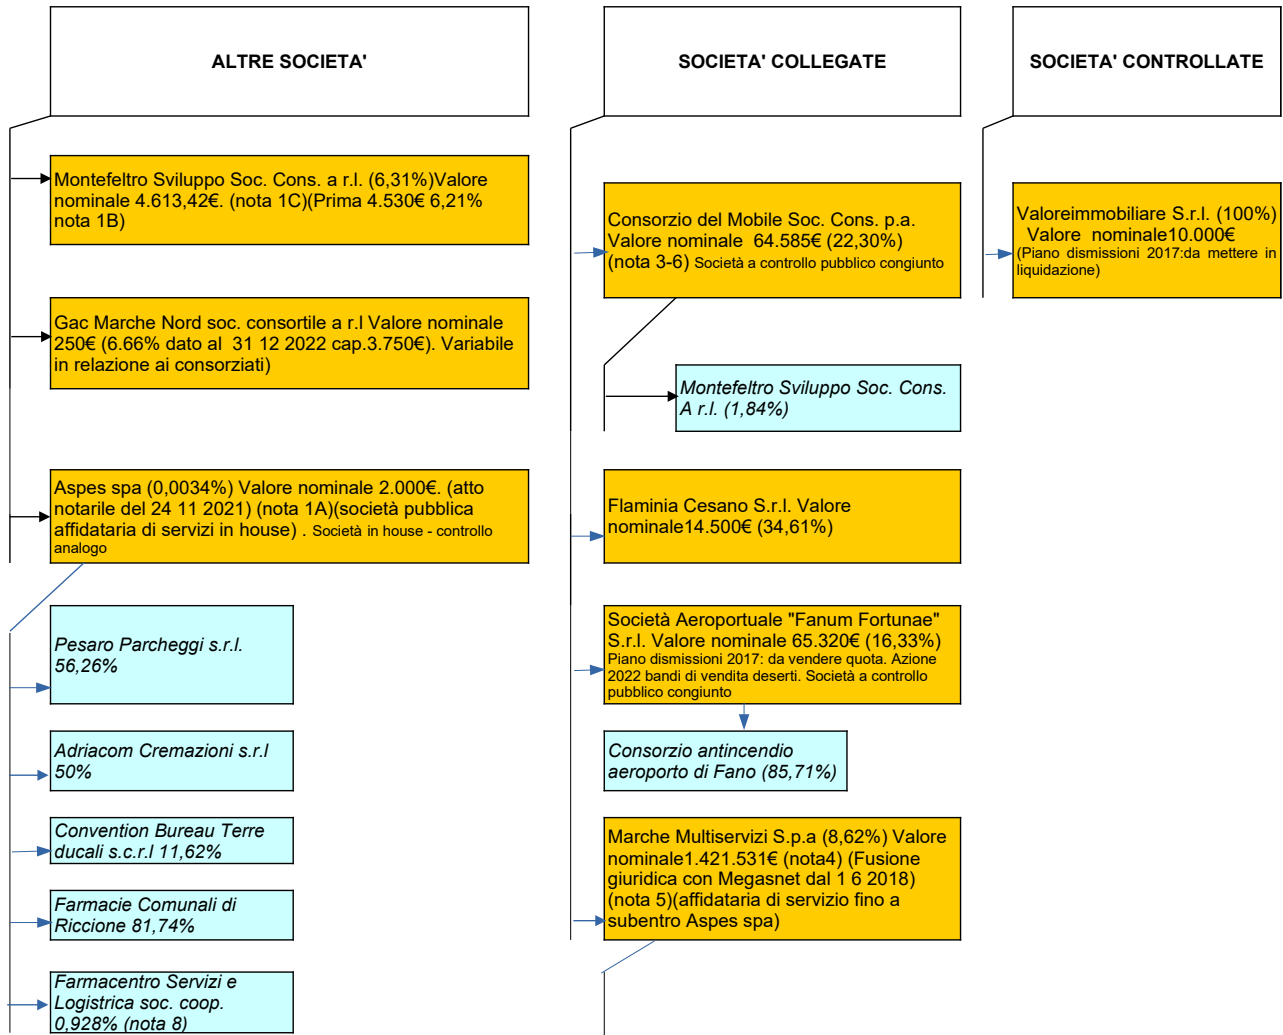 ALTRE SOCIETA'
Montefeltro Sviluppo Soc. Cons. a r.l. (6,31%)Valore
nominale 4.613,42€. (nota 1C)(Prima 4.530€ 6,21%
nota 1B)
Gac Marche Nord soc. consortile a r.l Valore nominale
250€ (6.66% dato al 31 12 2022 cap.3.750€). Variabile
in relazione ai consorziati)
Aspes spa (0,0034%) Valore nominale 2.000€. (atto
notarile del 24 11 2021) (nota 1A)(società pubblica
affidataria di servizi in house) . Società in house - controllo
analogo
Pesaro Parcheggi s.r.l.
56,26%
Adriacom Cremazioni s.r.l
50%
Convention Bureau Terre
ducali s.c.r.l 11,62%
Farmacie Comunali di
Riccione 81,74%
Farmacentro Servizi e
Logistrica soc. coop.
0,928% (nota 8)
SOCIETA' COLLEGATE
Consorzio del Mobile Soc. Cons. p.a.
Valore nominale 64.585€ (22,30%)
(nota 3-6) Società a controllo pubblico congiunto
Montefeltro Sviluppo Soc. Cons.
A r.l. (1,84%)
Flaminia Cesano S.r.l. Valore
nominale14.500€ (34,61%)
Società Aeroportuale "Fanum Fortunae"
S.r.l. Valore nominale 65.320€ (16,33%)
Piano dismissioni 2017: da vendere quota. Azione
2022 bandi di vendita deserti. Società a controllo
pubblico congiunto
Consorzio antincendio
aeroporto di Fano (85,71%)
Marche Multiservizi S.p.a (8,62%) Valore
nominale1.421.531€ (nota4) (Fusione
giuridica con Megasnet dal 1 6 2018)
(nota 5)(affidataria di servizio fino a
subentro Aspes spa)
SOCIETA' CONTROLLATE
Valoreimmobiliare S.r.l. (100%)
Valore nominale10.000€
(Piano dismissioni 2017:da mettere in
liquidazione)